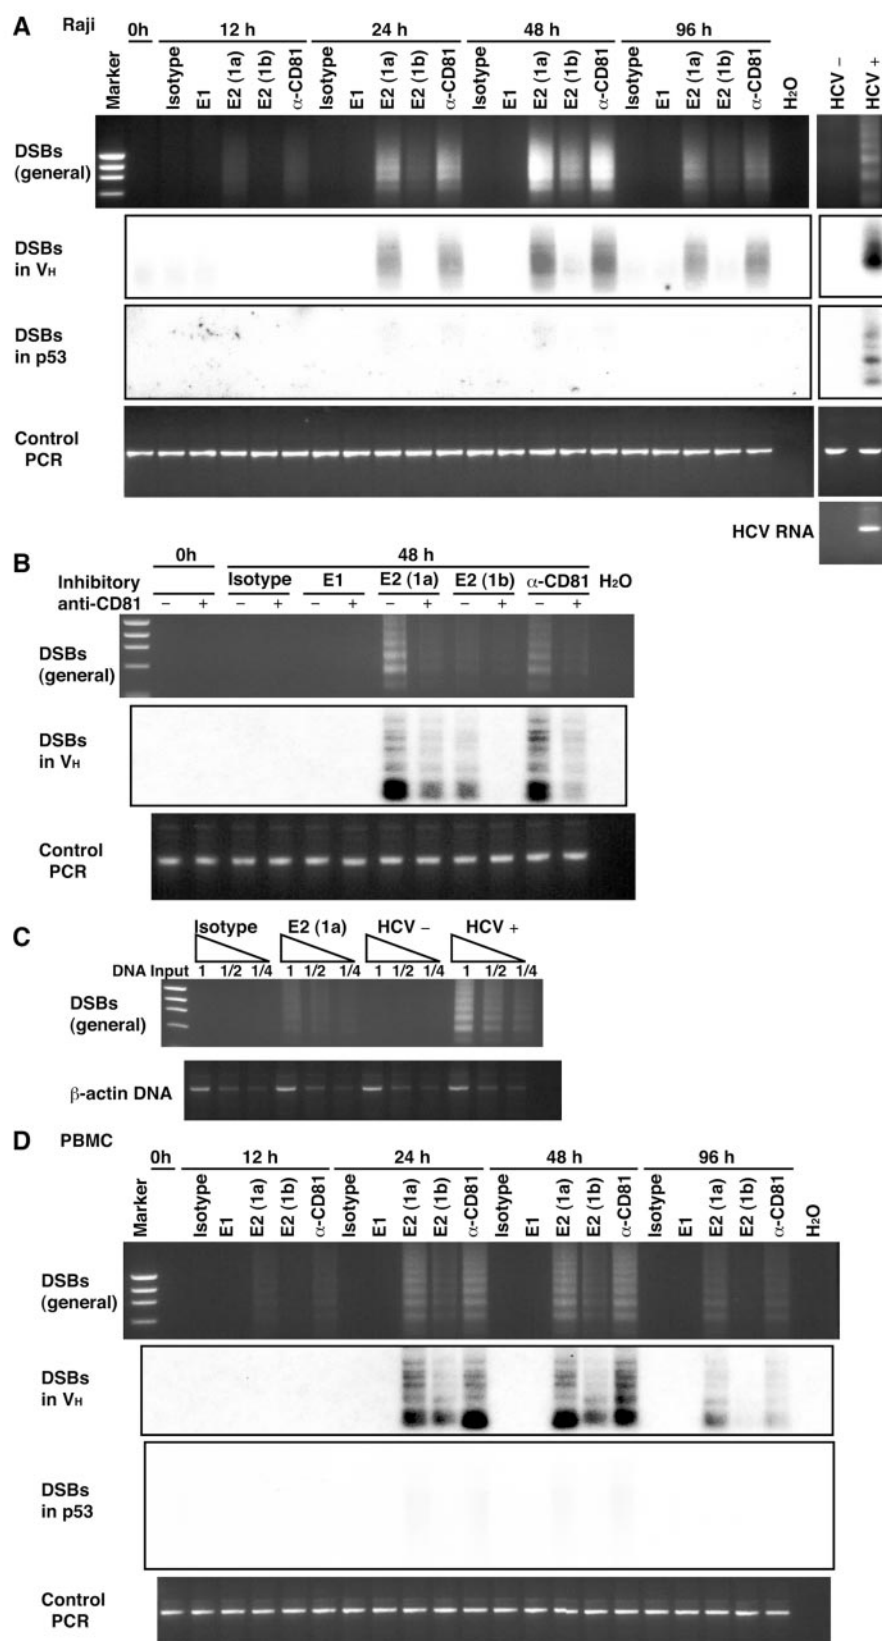 A Raji
0h 12 h 24 h 48 h 96 h
Marker Isotype E1 E2 (1a) E2 (1b) α-CD81 Isotype E1 E2 (1a) E2 (1b) α-CD81 Isotype E1 E2 (1a) E2 (1b) α-CD81 Isotype E1 E2 (1a) E2 (1b) α-CD81 H₂O HCV − HCV +
DSBs
(general)
DSBs
in VH
DSBs
in p53
Control
PCR
HCV RNA
B 0h 48 h
Inhibitory Isotype E1 E2 (1a) E2 (1b) α-CD81 H₂O
anti-CD81 − + − + − + − + − + − +
DSBs
(general)
DSBs
in VH
Control
PCR
C Isotype E2 (1a) HCV − HCV +
DNA Input 1 1/2 1/4 1 1/2 1/4 1 1/2 1/4 1 1/2 1/4
DSBs
(general)
β-actin DNA
D PBMC
0h 12 h 24 h 48 h 96 h
Marker Isotype E1 E2 (1a) E2 (1b) α-CD81 Isotype E1 E2 (1a) E2 (1b) α-CD81 Isotype E1 E2 (1a) E2 (1b) α-CD81 Isotype E1 E2 (1a) E2 (1b) α-CD81 H₂O
DSBs
(general)
DSBs
in VH
DSBs
in p53
Control
PCR